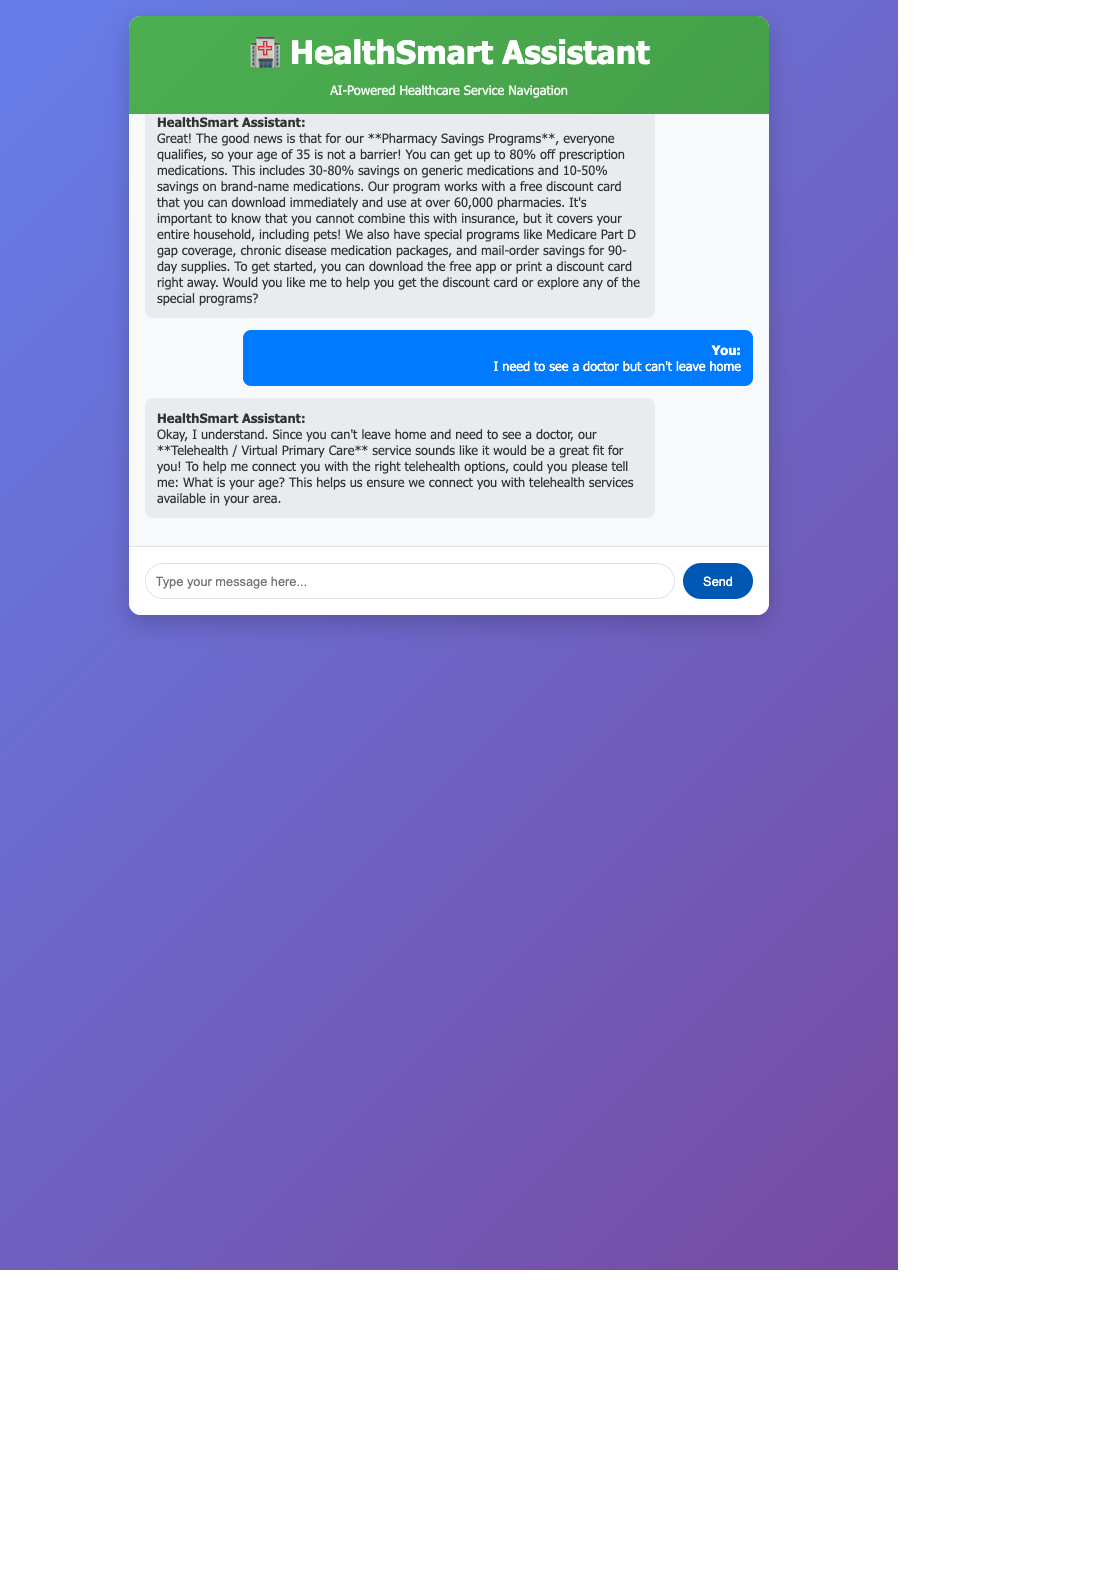 HealthSmart Assistant
AI-Powered Healthcare Service Navigation
HealthSmart Assistant:
Great! The good news is that for our **Pharmacy Savings Programs**, everyone
qualifies, so your age of 35 is not a barrier! You can get up to 80% off prescription
medications. This includes 30-80% savings on generic medications and 10-50%
savings on brand-name medications. Our program works with a free discount card
that you can download immediately and use at over 60,000 pharmacies. It's
important to know that you cannot combine this with insurance, but it covers your
entire household, including pets! We also have special programs like Medicare Part D
gap coverage, chronic disease medication packages, and mail-order savings for 90-
day supplies. To get started, you can download the free app or print a discount card
right away. Would you like me to help you get the discount card or explore any of the
special programs?
You:
I need to see a doctor but can't leave home
HealthSmart Assistant:
Okay, I understand. Since you can't leave home and need to see a doctor, our
**Telehealth / Virtual Primary Care** service sounds like it would be a great fit for
you! To help me connect you with the right telehealth options, could you please tell
me: What is your age? This helps us ensure we connect you with telehealth services
available in your area.
Type your message here...
Send